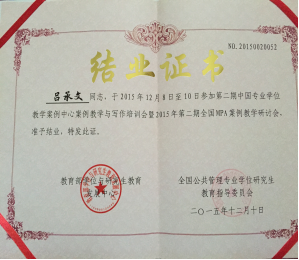 NO.20150020052
结业证书
吕承文 同志，于2015年12月8日至10日参加第二期中国专业学位
教学案例中心案例教学与写作培训会暨2015年第二期全国MPA案例教学研讨会。
准予结业，特发此证。
教育部学位与研究生教育
发展中心
全国公共管理专业学位研究生
教育指导委员会
二〇一五年十二月十日